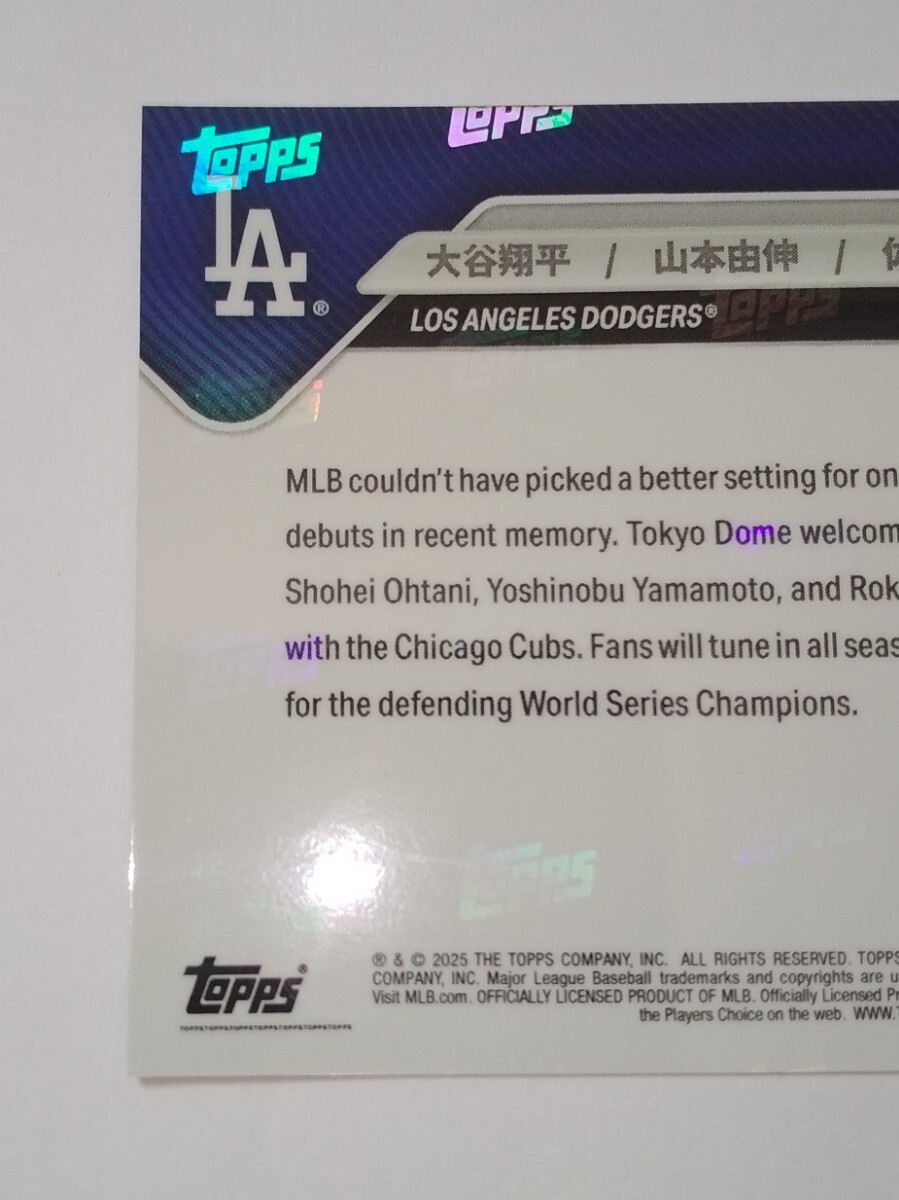 topps
topps
LA®
大谷翔平 / 山本由伸 /
LOS ANGELES DODGERS®
topps
MLB couldn't have picked a better setting for on
debuts in recent memory. Tokyo Dome welcom
Shohei Ohtani, Yoshinobu Yamamoto, and Rok
with the Chicago Cubs. Fans will tune in all seas
for the defending World Series Champions.
topps
topps®
® & © 2025 THE TOPPS COMPANY, INC. ALL RIGHTS RESERVED. TOPPS
COMPANY, INC. Major League Baseball trademarks and copyrights are u
Visit MLB.com. OFFICIALLY LICENSED PRODUCT OF MLB. Officially Licensed Pr
the Players Choice on the web. WWW.
TOPPSTOPPSTOPPSTOPPSTOPPSTOPPSTOPPS